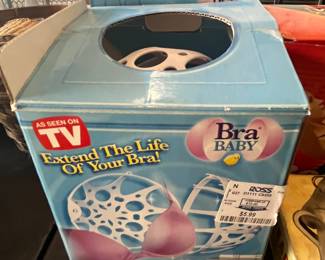 AS SEEN ON
TV
Extend The Life
Of Your Bra!
Bra
BABY
N
ROSS
$5.99